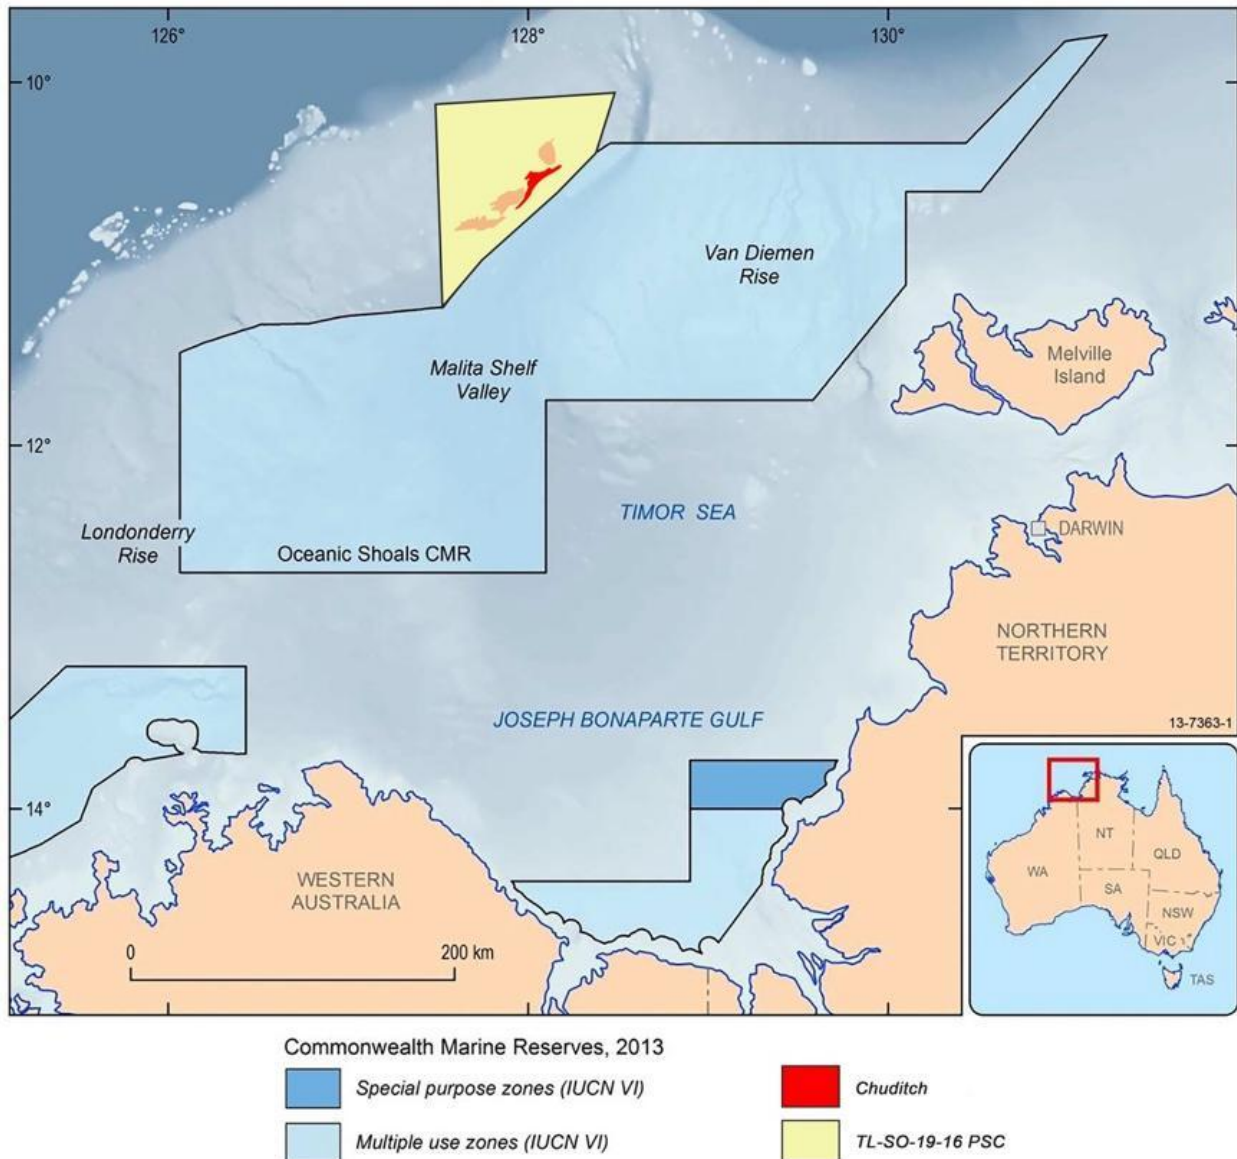 126°
128°
130°
10°
Van Diemen
Rise
Malita Shelf
Valley
Melville
Island
12°
TIMOR SEA
Londonderry
Rise
Oceanic Shoals CMR
DARWIN
NORTHERN
TERRITORY
JOSEPH BONAPARTE GULF
13-7363-1
14°
WESTERN
AUSTRALIA
0
200 km
NT
QLD
WA
SA
NSW
VIC
TAS
Commonwealth Marine Reserves, 2013
Special purpose zones (IUCN VI)
Chuditch
Multiple use zones (IUCN VI)
TL-SO-19-16 PSC